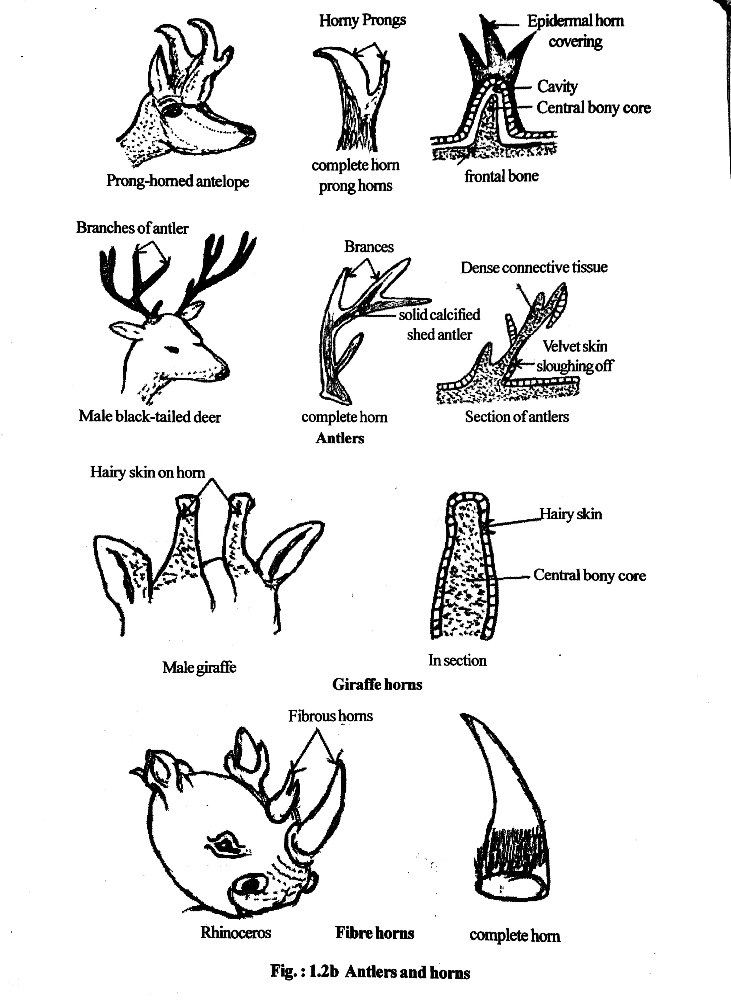 Horny Prongs
Epidermal horn
covering
Cavity
Central bony core
complete horn
prong horns
frontal bone
Prong-horned antelope
Branches of antler
Brances
Dense connective tissue
solid calcified
shed antler
Velvet skin
sloughing off
Male black-tailed deer
complete horn
Section of antlers
Antlers
Hairy skin on horn
Hairy skin
Central bony core
In section
Male giraffe
Giraffe horns
Fibrous horns
Rhinoceros
Fibre horns
complete horn
Fig. : 1.2b Antlers and horns